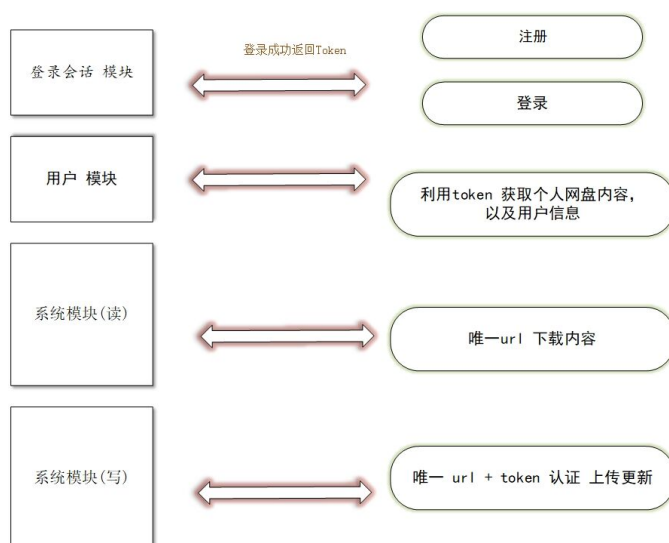 登录会话 模块
登录成功返回Token
注册
登录
用户 模块
利用token 获取个人网盘内容,
以及用户信息
系统模块(读)
唯一url 下载内容
系统模块(写)
唯一 url + token 认证 上传更新